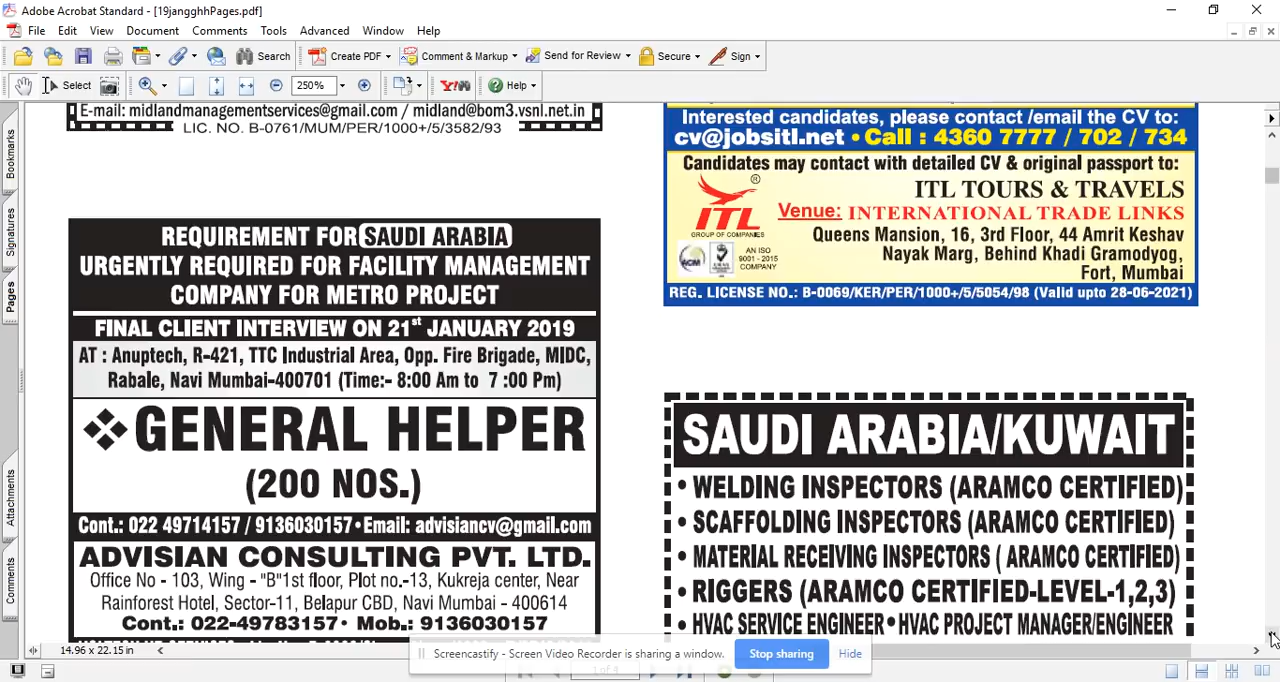 Adobe Acrobat Standard - [19jangghhPages.pdf]
File Edit View Document Comments Tools Advanced Window Help
Search Create PDF Comment & Markup Send for Review Secure Sign
Select 250% Y! Help
Bookmarks
Signatures
Pages
Attachments
Comments
E-mail: midlandmanagementservices@gmail.com / midland@bom3.vsnl.net.in
LIC. NO. B-0761/MUM/PER/1000+/5/3582/93
REQUIREMENT FOR SAUDI ARABIA
URGENTLY REQUIRED FOR FACILITY MANAGEMENT
COMPANY FOR METRO PROJECT
FINAL CLIENT INTERVIEW ON 21st JANUARY 2019
AT : Anuptech, R-421, TTC Industrial Area, Opp. Fire Brigade, MIDC,
Rabale, Navi Mumbai-400701 (Time:- 8:00 Am to 7 :00 Pm)
❖ GENERAL HELPER
(200 NOS.)
Cont.: 022 49714157 / 9136030157 • Email: advisiancv@gmail.com
ADVISIAN CONSULTING PVT. LTD.
Office No - 103, Wing - "B"1st floor, Plot no.-13, Kukreja center, Near
Rainforest Hotel, Sector-11, Belapur CBD, Navi Mumbai - 400614
Cont.: 022-49783157 • Mob.: 9136030157
Interested candidates, please contact /email the CV to:
cv@jobsitl.net • Call : 4360 7777 / 702 / 734
Candidates may contact with detailed CV & original passport to:
ITL
GROUP OF COMPANIES
AN ISO
9001 - 2015
COMPANY
ITL TOURS & TRAVELS
Venue: INTERNATIONAL TRADE LINKS
Queens Mansion, 16, 3rd Floor, 44 Amrit Keshav
Nayak Marg, Behind Khadi Gramodyog,
Fort, Mumbai
REG. LICENSE NO.: B-0069/KER/PER/1000+/5/5054/98 (Valid upto 28-06-2021)
SAUDI ARABIA/KUWAIT
• WELDING INSPECTORS (ARAMCO CERTIFIED)
• SCAFFOLDING INSPECTORS (ARAMCO CERTIFIED)
• MATERIAL RECEIVING INSPECTORS ( ARAMCO CERTIFIED)
• RIGGERS (ARAMCO CERTIFIED-LEVEL-1,2,3)
• HVAC SERVICE ENGINEER • HVAC PROJECT MANAGER/ENGINEER
14.96 x 22.15 in
Screencastify - Screen Video Recorder is sharing a window. Stop sharing Hide
1 of 4